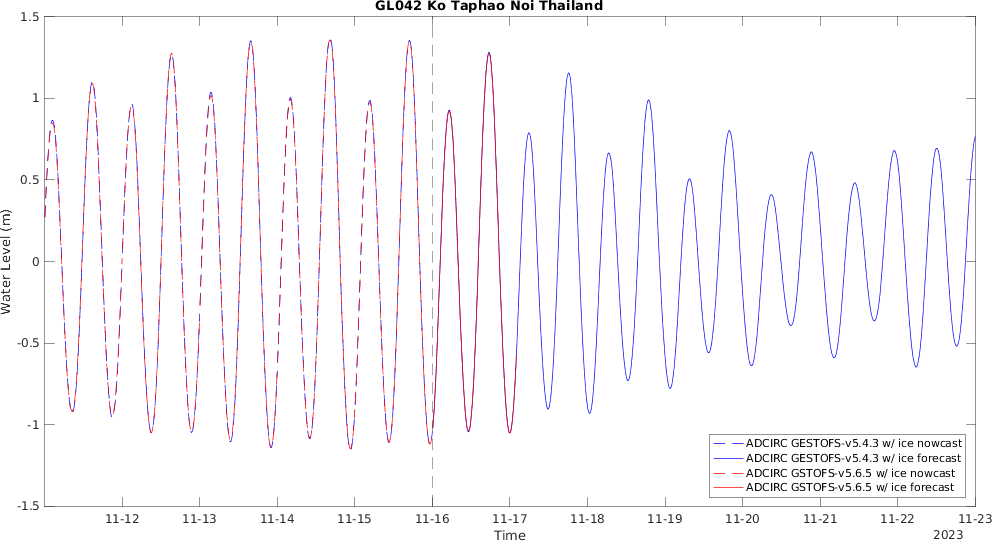 GL042 Ko Taphao Noi Thailand
1.5
1
0.5
0
-0.5
-1
-1.5
Water Level (m)
ADCIRC GESTOFS-v5.4.3 w/ ice nowcast
ADCIRC GESTOFS-v5.4.3 w/ ice forecast
ADCIRC GSTOFS-v5.6.5 w/ ice nowcast
ADCIRC GSTOFS-v5.6.5 w/ ice forecast
11-12 11-13 11-14 11-15 11-16 11-17 11-18 11-19 11-20 11-21 11-22 11-23
Time
2023